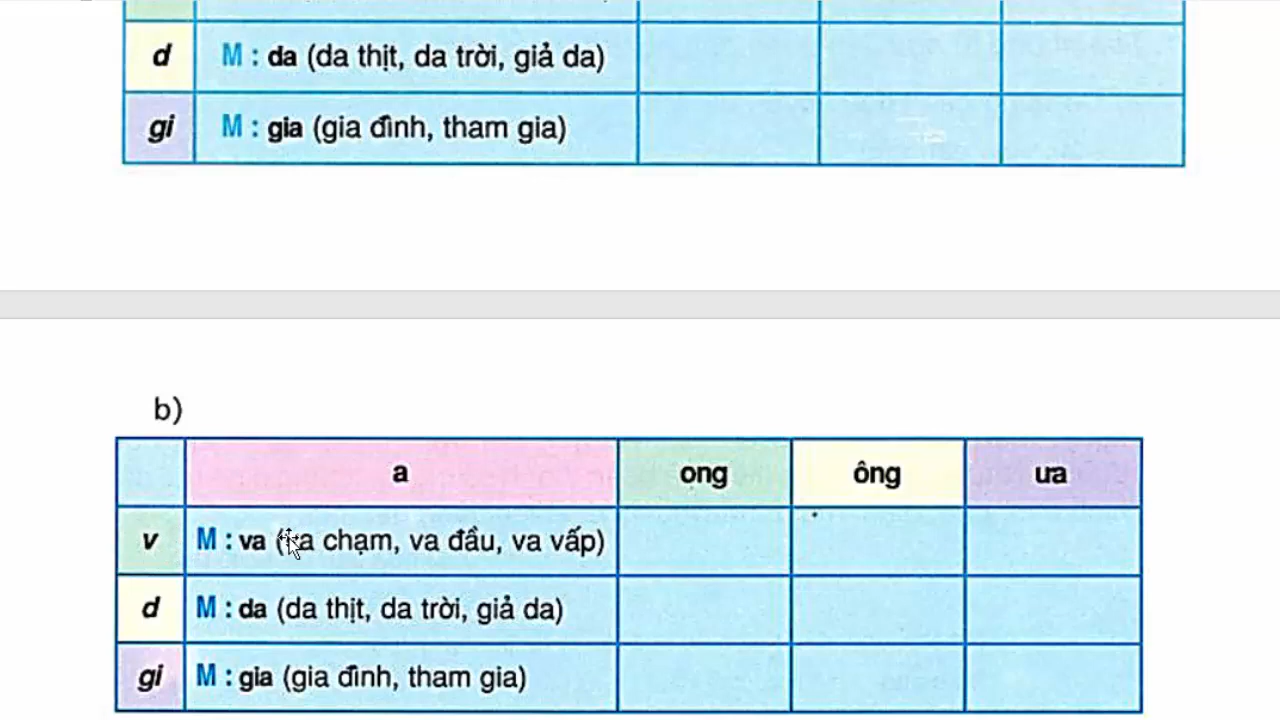 d M : da (da thịt, da trời, giả da)
gi M : gia (gia đình, tham gia)
b)
a ong ông ưa
v M : va (va chạm, va đầu, va vấp)
d M : da (da thịt, da trời, giả da)
gi M : gia (gia đình, tham gia)